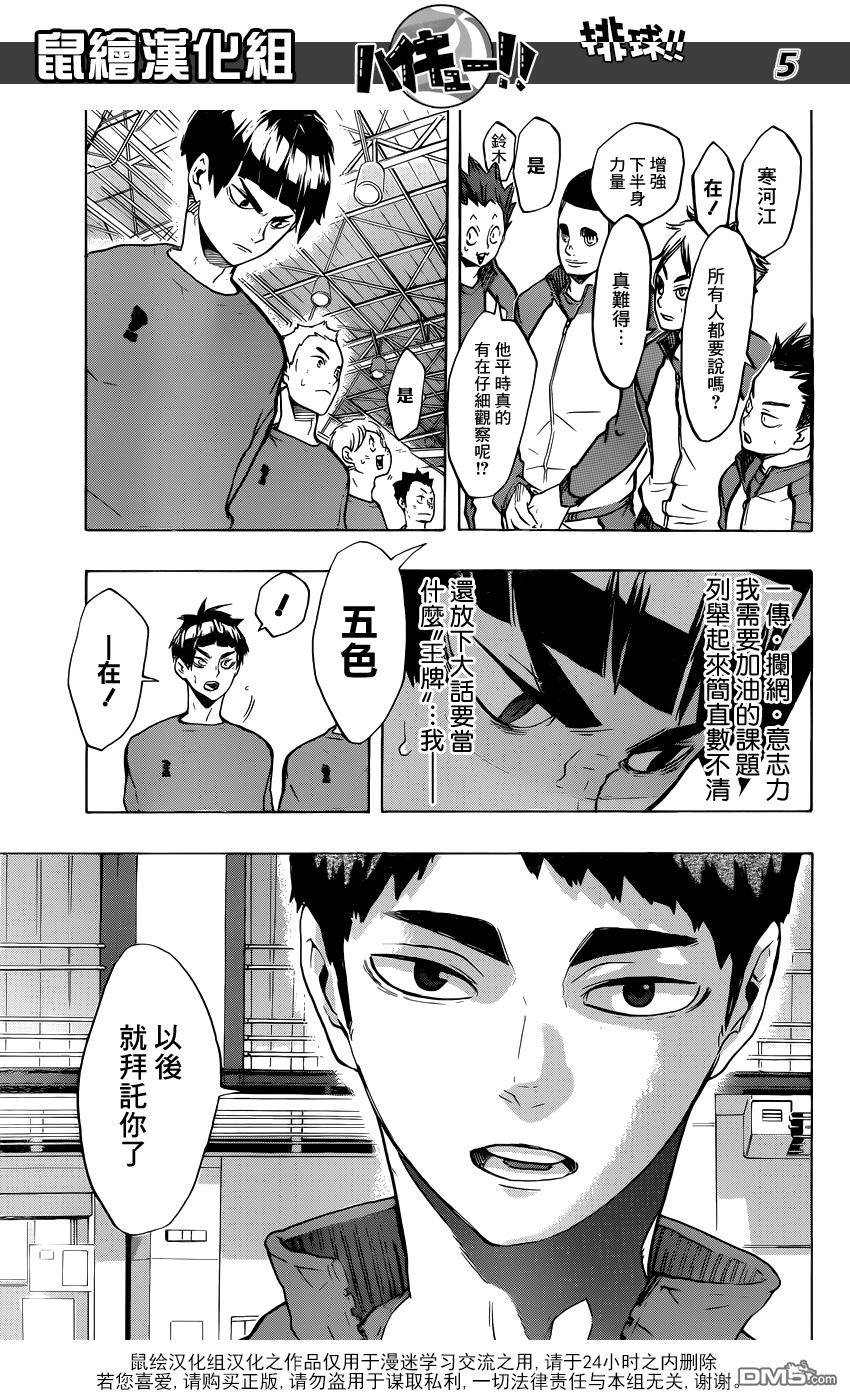 鼠繪漢化組
ハイキュー!!
排球!!
5
寒河江
在!
增強
下半身
力量
是
鈴木
所有人都要說嗎?
真難得…
他平時真的
有在仔細觀察呢!?
是
一傳·攔網·意志力
我需要加油的課題
列舉起來簡直數不清
還放下大話要當
什麼“王牌”…我——
五色
!
—在!
以後
就拜託你了
鼠绘汉化组汉化之作品仅用于漫迷学习交流之用, 请于24小时之内删除
若您喜爱, 请购买正版, 请勿盗用于谋取私利, 一切法律责任与本组无关, 谢谢。
DM5.com